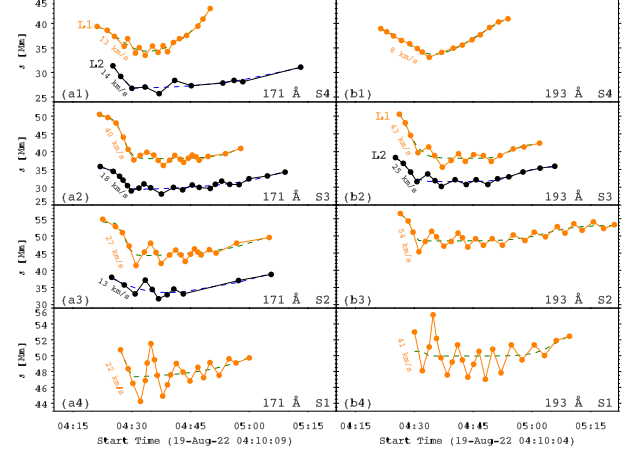 45
40
35
30
25
s [Mm]
L1
13 km/s
L2
14 km/s
(a1)
171 Å S4
8 km/s
(b1)
193 Å S4
50
45
40
35
30
25
s [Mm]
40 km/s
18 km/s
(a2)
171 Å S3
L1
43 km/s
L2
25 km/s
(b2)
193 Å S3
55
50
45
40
35
30
s [Mm]
27 km/s
13 km/s
(a3)
171 Å S2
54 km/s
(b3)
193 Å S2
56
54
52
50
48
46
44
s [Mm]
22 km/s
(a4)
171 Å S1
41 km/s
(b4)
193 Å S1
04:15 04:30 04:45 05:00 05:15
04:15 04:30 04:45 05:00 05:15
Start Time (19-Aug-22 04:10:09)
Start Time (19-Aug-22 04:10:04)